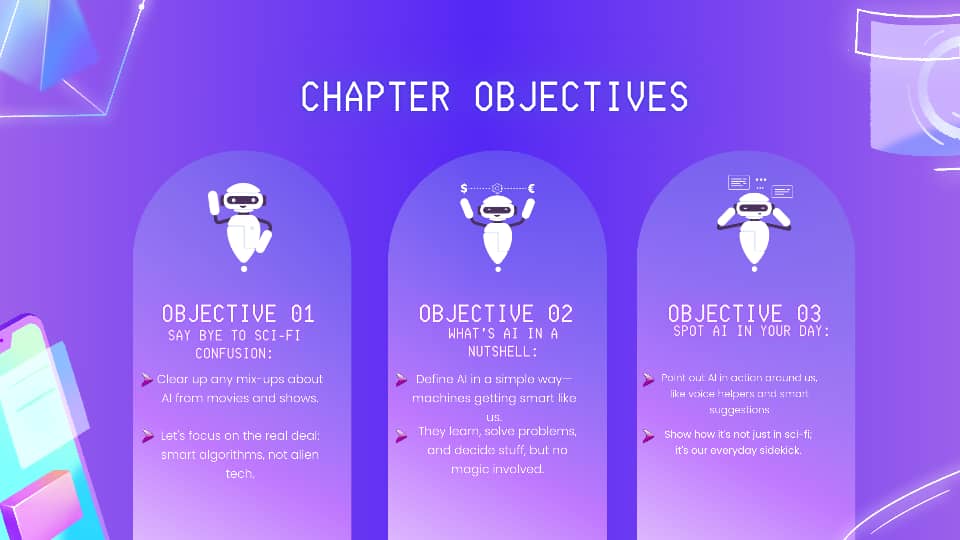 CHAPTER OBJECTIVES
$ €
OBJECTIVE 01
SAY BYE TO SCI-FI
CONFUSION:
Clear up any mix-ups about
AI from movies and shows.
Let's focus on the real deal:
smart algorithms, not alien
tech.
OBJECTIVE 02
WHAT'S AI IN A
NUTSHELL:
Define AI in a simple way—
machines getting smart like
us.
They learn, solve problems,
and decide stuff, but no
magic involved.
OBJECTIVE 03
SPOT AI IN YOUR DAY:
Point out AI in action around us,
like voice helpers and smart
suggestions
Show how it's not just in sci-fi;
it's our everyday sidekick.